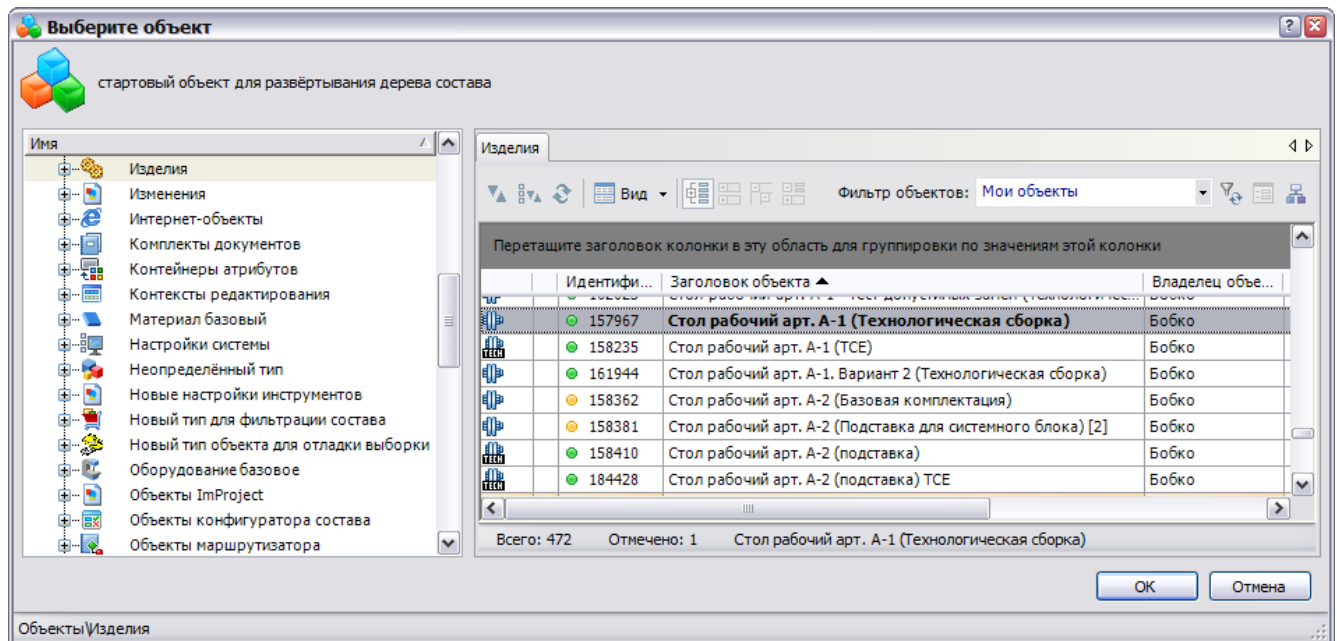 Выберите объект
стартовый объект для развёртывания дерева состава
Имя
Изделия
Изменения
Интернет-объекты
Комплекты документов
Контейнеры атрибутов
Контексты редактирования
Материал базовый
Настройки системы
Неопределённый тип
Новые настройки инструментов
Новый тип для фильтрации состава
Новый тип объекта для отладки выборки
Оборудование базовое
Объекты ImProject
Объекты конфигуратора состава
Объекты маршрутизатора
Изделия
Вид Фильтр объектов: Мои объекты
Перетащите заголовок колонки в эту область для группировки по значениям этой колонки
Идентифи... Заголовок объекта Владелец объе...
157967 Стол рабочий арт. А-1 (Технологическая сборка) Бобко
TECH 158235 Стол рабочий арт. А-1 (ТСЕ) Бобко
161944 Стол рабочий арт. А-1. Вариант 2 (Технологическая сборка) Бобко
158362 Стол рабочий арт. А-2 (Базовая комплектация) Бобко
158381 Стол рабочий арт. А-2 (Подставка для системного блока) [2] Бобко
TECH 158410 Стол рабочий арт. А-2 (подставка) Бобко
TECH 184428 Стол рабочий арт. А-2 (подставка) ТСЕ Бобко
Всего: 472 Отмечено: 1 Стол рабочий арт. А-1 (Технологическая сборка)
ОК Отмена
Объекты\Изделия